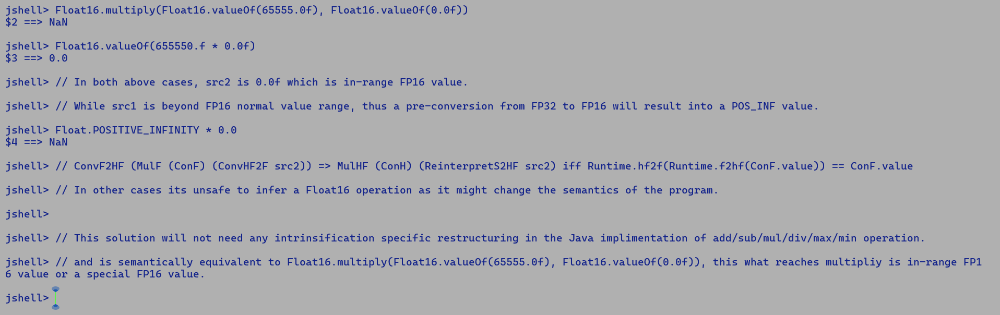 jshell> Float16.multiply(Float16.valueOf(65555.0f), Float16.valueOf(0.0f))
$2 ==> NaN
jshell> Float16.valueOf(655550.f * 0.0f)
$3 ==> 0.0
jshell> // In both above cases, src2 is 0.0f which is in-range FP16 value.
jshell> // While src1 is beyond FP16 normal value range, thus a pre-conversion from FP32 to FP16 will result into a POS_INF value.
jshell> Float.POSITIVE_INFINITY * 0.0
$4 ==> NaN
jshell> // ConvF2HF (MulF (ConF) (ConvHF2F src2)) => MulHF (ConH) (ReinterpretS2HF src2) iff Runtime.hf2f(Runtime.f2hf(ConF.value)) == ConF.value
jshell> // In other cases its unsafe to infer a Float16 operation as it might change the semantics of the program.
jshell>
jshell> // This solution will not need any intrinsification specific restructuring in the Java implimentation of add/sub/mul/div/max/min operation.
jshell> // and is semantically equivalent to Float16.multiply(Float16.valueOf(65555.0f), Float16.valueOf(0.0f)), this what reaches multipliy is in-range FP1
6 value or a special FP16 value.
jshell>